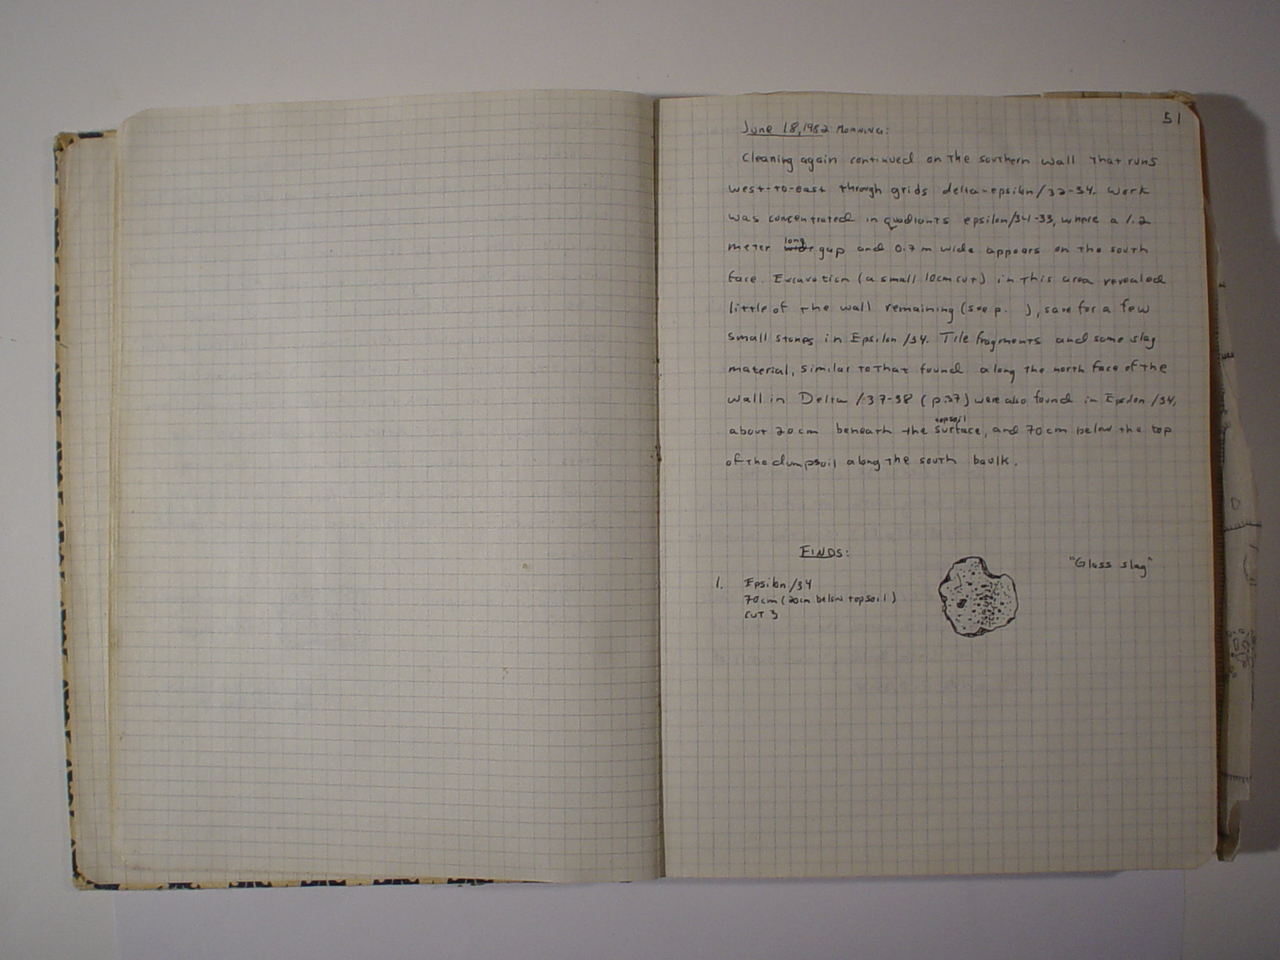 51
June 18, 1982 MORNING:
Cleaning again continued on the southern wall that runs
west-to-east through grids delta-epsilon/32-34. Work
was concentrated in quadrants epsilon/34-33, where a 1.2
meter long gap and 0.7 m wide appears on the south
face. Excavation (a small 10cm cut) in this area revealed
little of the wall remaining (see p. ), save for a few
small stones in Epsilon/34. Tile fragments and some slag
material, similar to that found along the north face of the
wall in Delta/37-38 (p.27) were also found in Epsilon/34,
about 20cm beneath the topsoil surface, and 70cm below the top
of the dumpsoil along the south baulk.
FINDS:
1. Epsilon/34
70cm (20cm below topsoil)
CUT 3
"Glass slag"